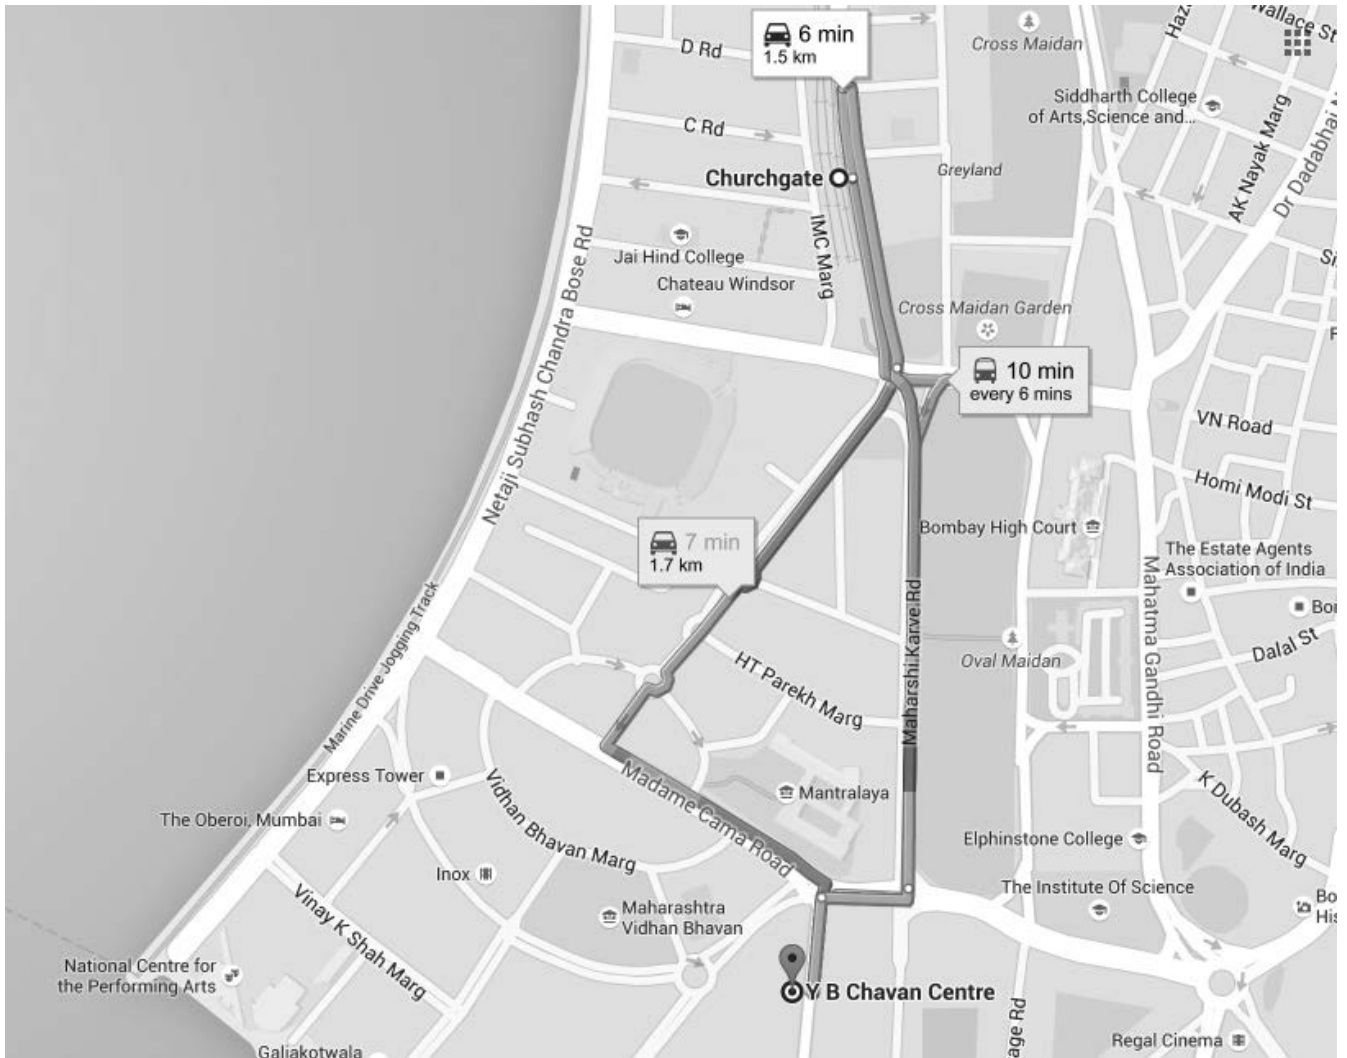 Wallace St
6 min
1.5 km
D Rd
Cross Maidan
Siddharth College
of Arts,Science and...
C Rd
AK Nayak Marg
Dr Dadabhai
Churchgate
Greyland
IMC Marg
Jai Hind College
Chateau Windsor
Netaji Subhash Chandra Bose Rd
Cross Maidan Garden
10 min
every 6 mins
VN Road
Homi Modi St
Bombay High Court
7 min
1.7 km
The Estate Agents
Association of India
Mahatma Gandhi Road
Maharshi Karve Rd
Dalal St
Oval Maidan
HT Parekh Marg
Marine Drive Jogging Track
Express Tower
Madame Cama Road
Mantralaya
The Oberoi, Mumbai
Vidhan Bhavan Marg
K Dubash Marg
Elphinstone College
Inox
The Institute Of Science
Vinay K Shah Marg
Maharashtra
Vidhan Bhavan
National Centre for
the Performing Arts
Y B Chavan Centre
Regal Cinema
Galiakotwala